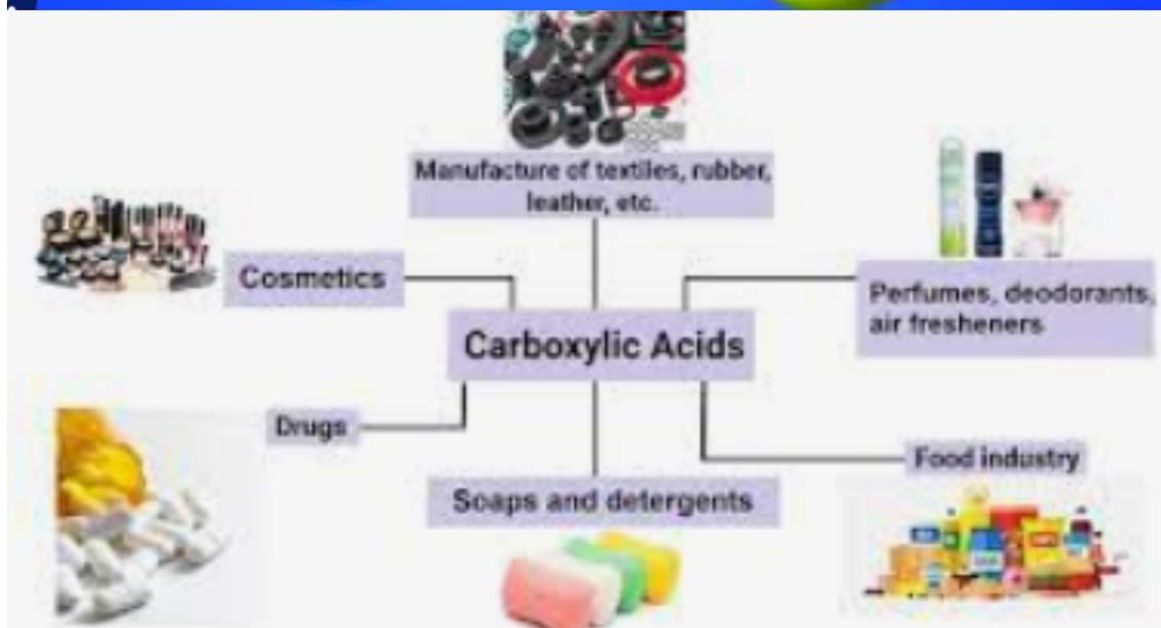 Manufacture of textiles, rubber,
leather, etc.
Cosmetics
Perfumes, deodorants,
air fresheners
Carboxylic Acids
Drugs
Food industry
Soaps and detergents